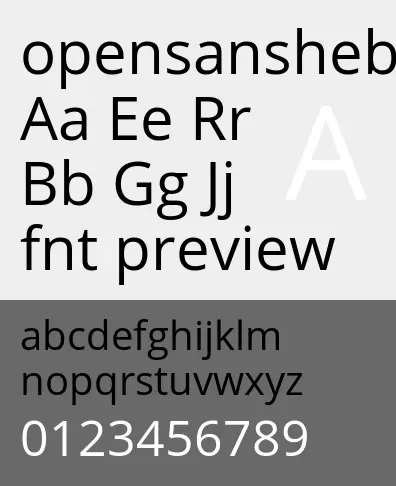 opensansheb
Aa Ee Rr
A
Bb Gg Jj
fnt preview
abcdefghijklm
nopqrstuvwxyz
0123456789